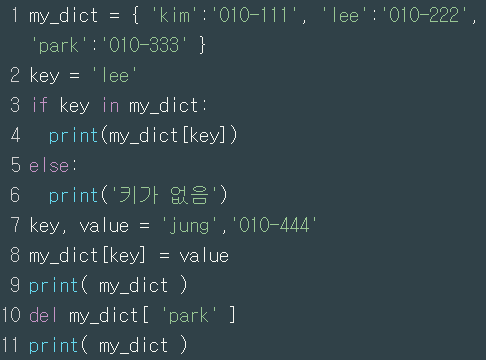 1 my_dict = { 'kim':'010-111', 'lee':'010-222',
'park':'010-333' }
2 key = 'lee'
3 if key in my_dict:
4   print(my_dict[key])
5 else:
6   print('키가 없음')
7 key, value = 'jung','010-444'
8 my_dict[key] = value
9 print( my_dict )
10 del my_dict[ 'park' ]
11 print( my_dict )